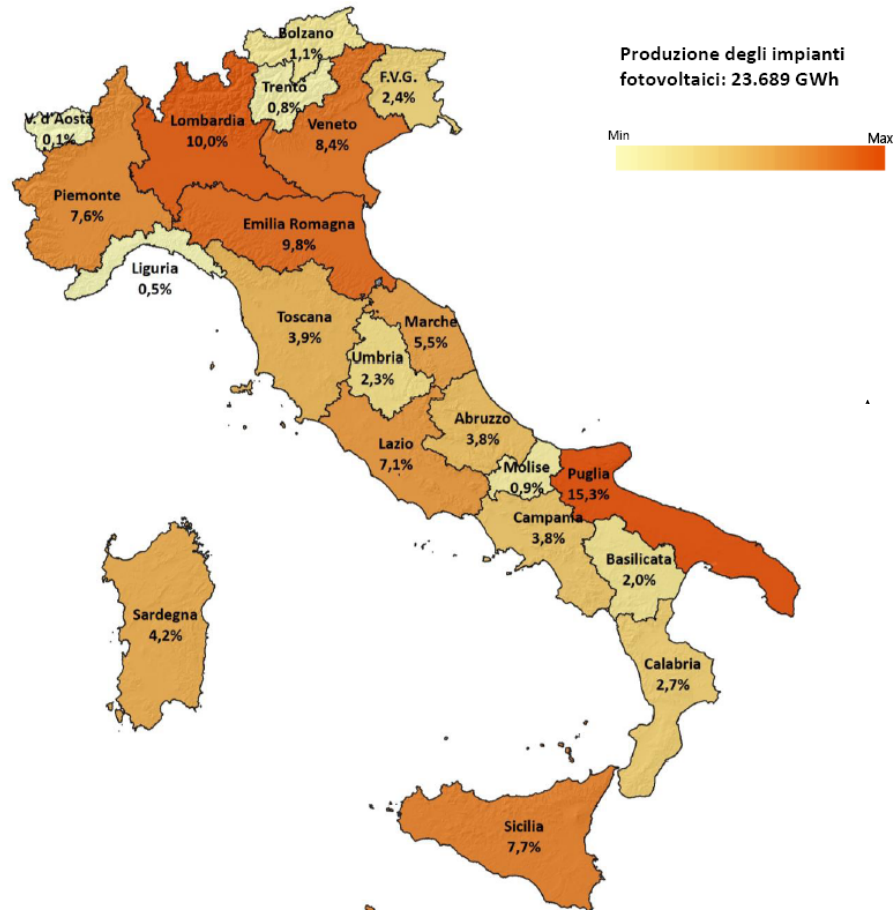 Produzione degli impianti
fotovoltaici: 23.689 GWh
Min
Max
Bolzano
1,1%
Trento
0,8%
F.V.G.
2,4%
V. d'Aosta
0,1%
Lombardia
10,0%
Veneto
8,4%
Piemonte
7,6%
Emilia Romagna
9,8%
Liguria
0,5%
Toscana
3,9%
Marche
5,5%
Umbria
2,3%
Abruzzo
3,8%
Lazio
7,1%
Molise
0,9%
Puglia
15,3%
Campania
3,8%
Basilicata
2,0%
Sardegna
4,2%
Calabria
2,7%
Sicilia
7,7%